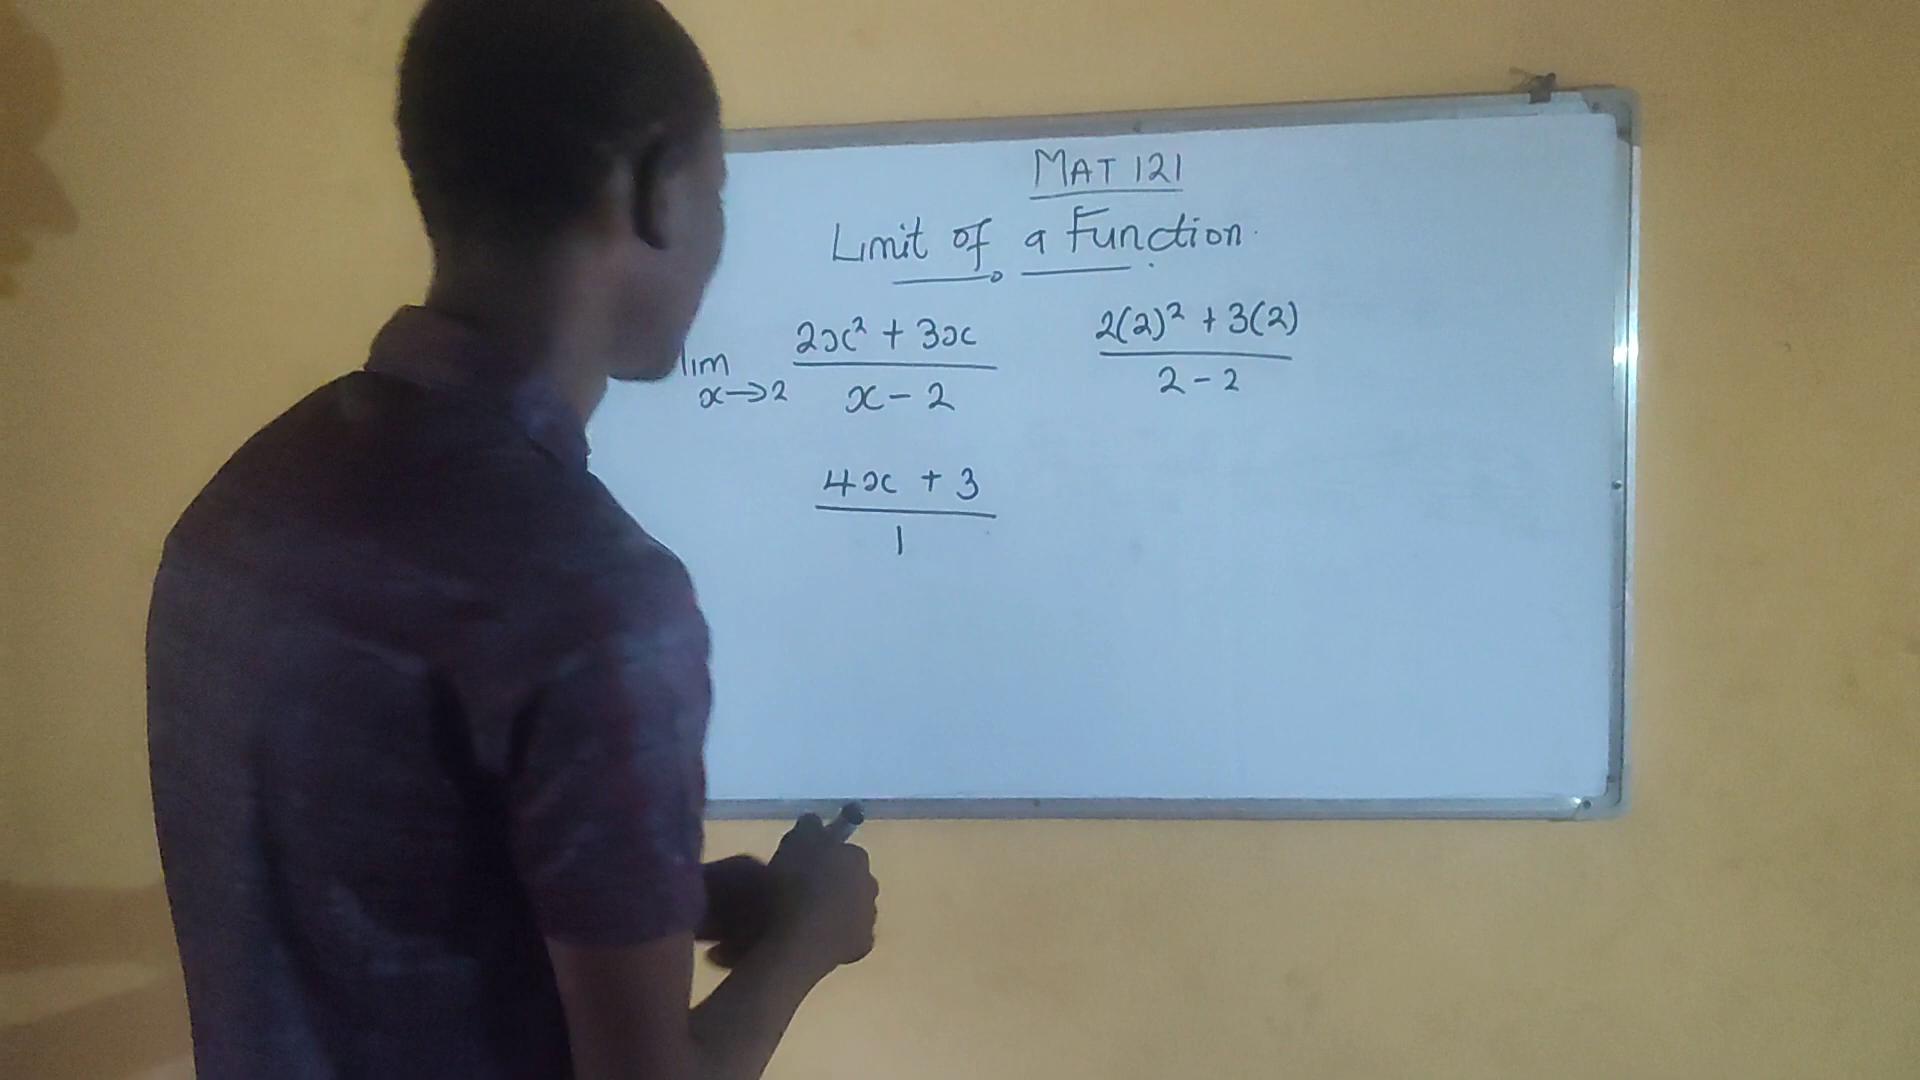 MAT 121
Limit of a Function.
lim x→2 (2x² + 3x)/(x - 2)
(2(2)² + 3(2))/(2 - 2)
(4x + 3)/1